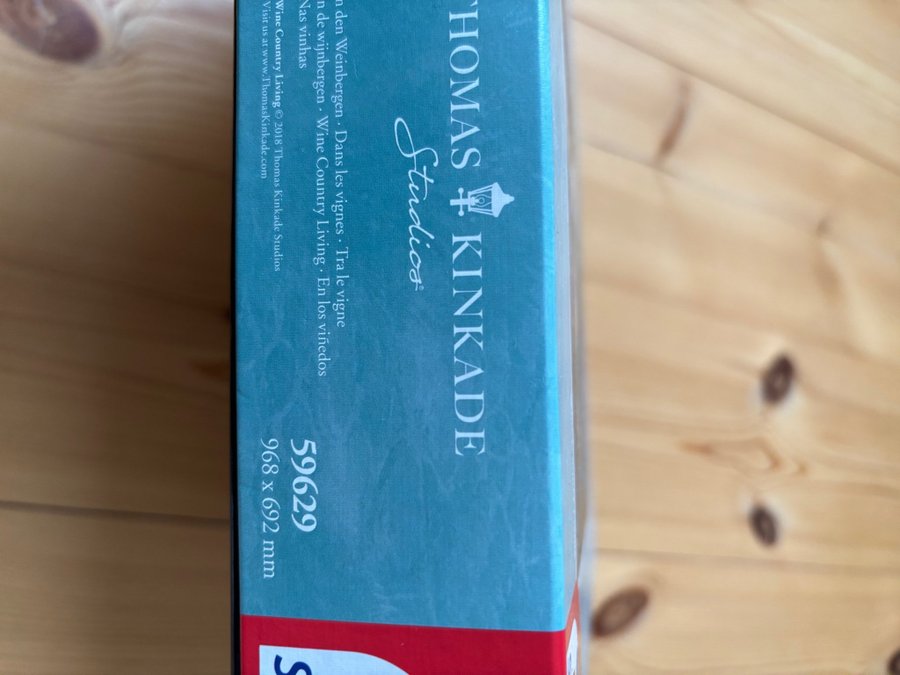 THOMAS KINKADE
Studios®
den Weinbergen · Dans les vignes · Tra le vigne
de wijnbergen · Wine Country Living · En los viñedos
Nas vinhas
Wine Country Living © 2018 Thomas Kinkade Studios
Visit us at www.ThomasKinkade.com
59629
968 x 692 mm